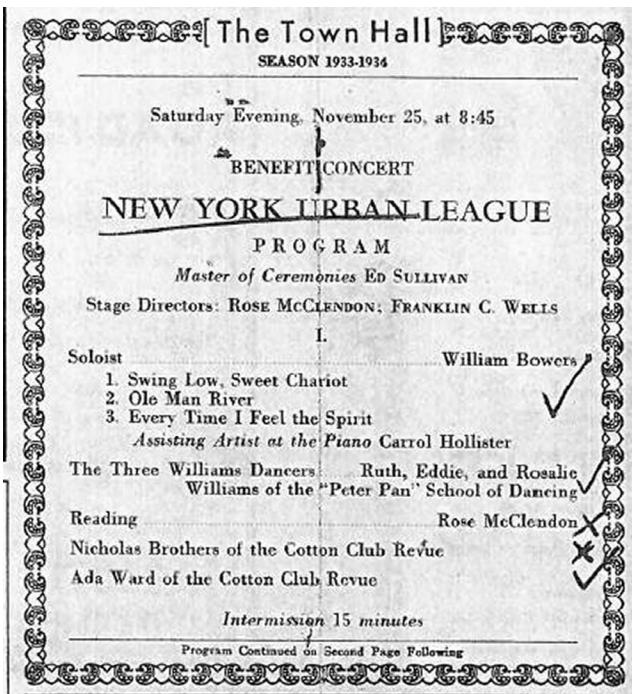 [The Town Hall]
SEASON 1933-1934
Saturday Evening, November 25, at 8:45
BENEFIT CONCERT
NEW YORK URBAN LEAGUE
PROGRAM
Master of Ceremonies ED SULLIVAN
Stage Directors: ROSE MCCLENDON; FRANKLIN C. WELLS
I.
Soloist William Bowers
1. Swing Low, Sweet Chariot
2. Ole Man River
3. Every Time I Feel the Spirit
Assisting Artist at the Piano Carrol Hollister
The Three Williams Dancers Ruth, Eddie, and Rosalie
Williams of the "Peter Pan" School of Dancing
Reading Rose McClendon
Nicholas Brothers of the Cotton Club Revue
Ada Ward of the Cotton Club Revue
Intermission 15 minutes
Program Continued on Second Page Following